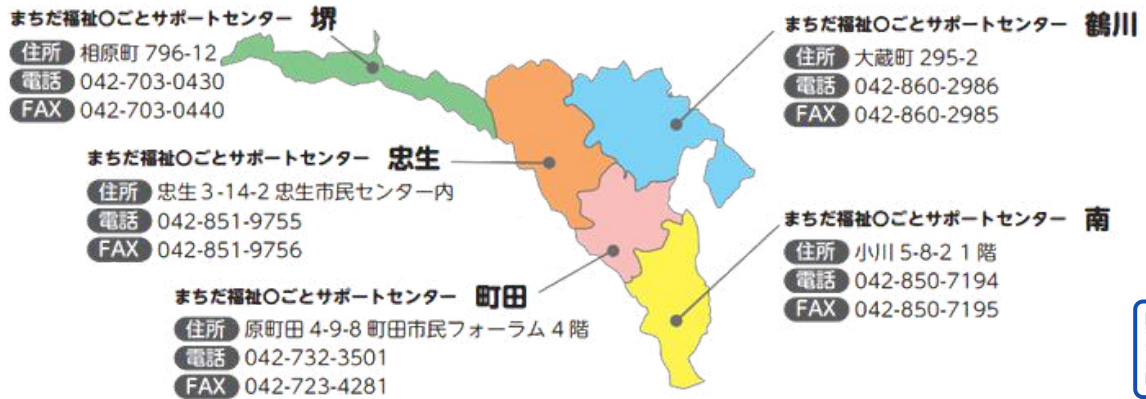 まちだ福祉〇ごとサポートセンター 堺
住所 相原町 796-12
電話 042-703-0430
FAX 042-703-0440
まちだ福祉〇ごとサポートセンター 鶴川
住所 大蔵町 295-2
電話 042-860-2986
FAX 042-860-2985
まちだ福祉〇ごとサポートセンター 忠生
住所 忠生 3-14-2 忠生市民センター内
電話 042-851-9755
FAX 042-851-9756
まちだ福祉〇ごとサポートセンター 南
住所 小川 5-8-2 1 階
電話 042-850-7194
FAX 042-850-7195
まちだ福祉〇ごとサポートセンター 町田
住所 原町田 4-9-8 町田市民フォーラム 4 階
電話 042-732-3501
FAX 042-723-4281